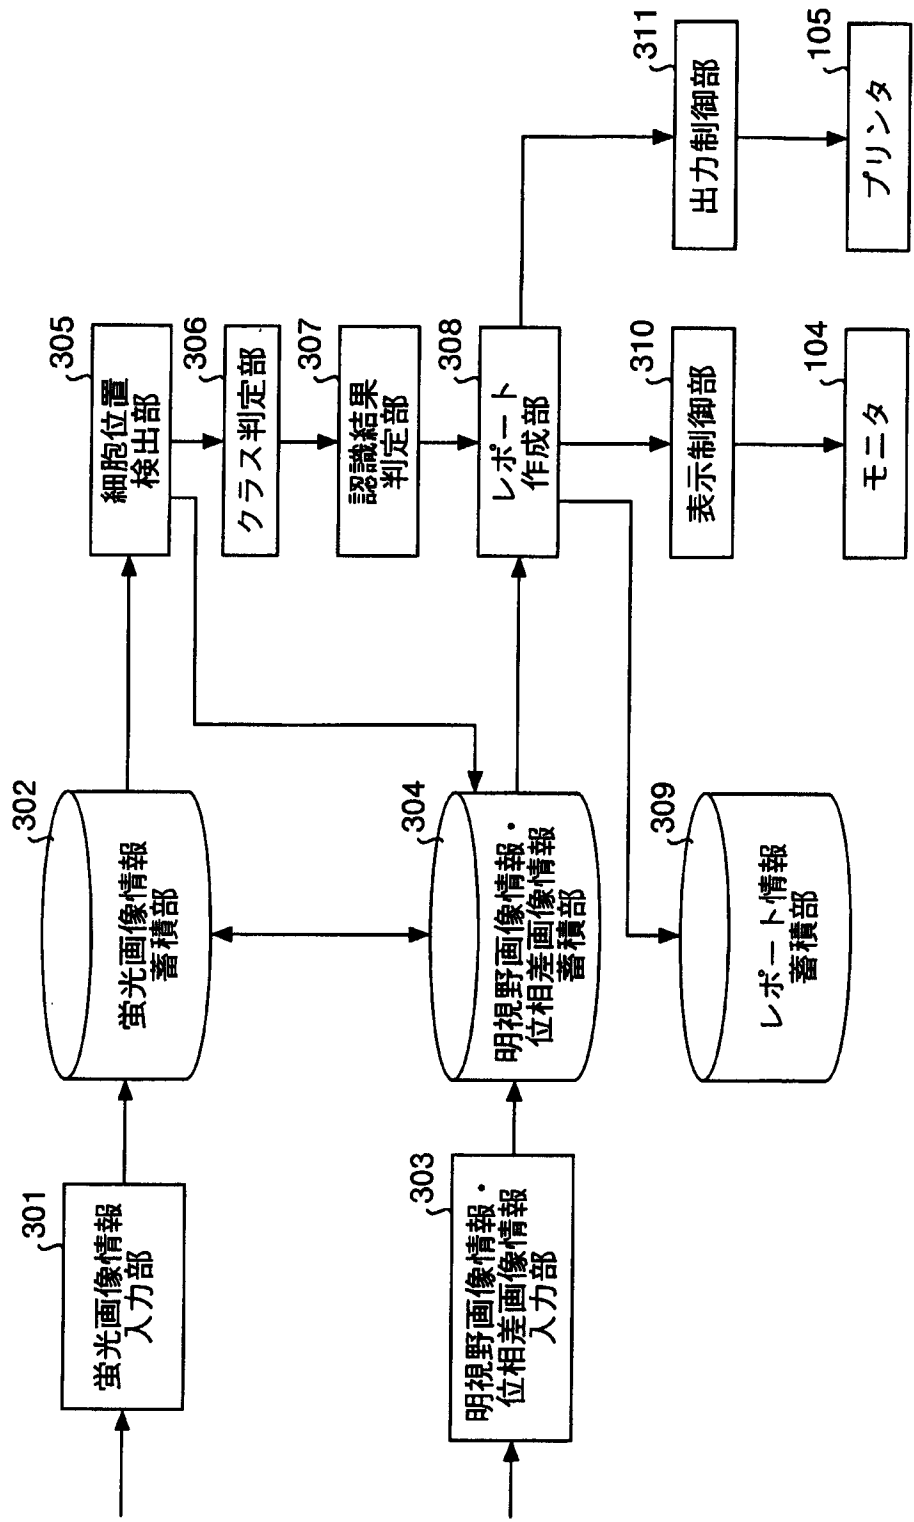 301
蛍光画像情報
入力部
302
蛍光画像情報
蓄積部
305
細胞位置
検出部
306
クラス判定部
307
認識結果
判定部
303
明視野画像情報・
位相差画像情報
入力部
304
明視野画像情報・
位相差画像情報
蓄積部
308
レポート
作成部
309
レポート情報
蓄積部
310
表示制御部
104
モニタ
311
出力制御部
105
プリンタ